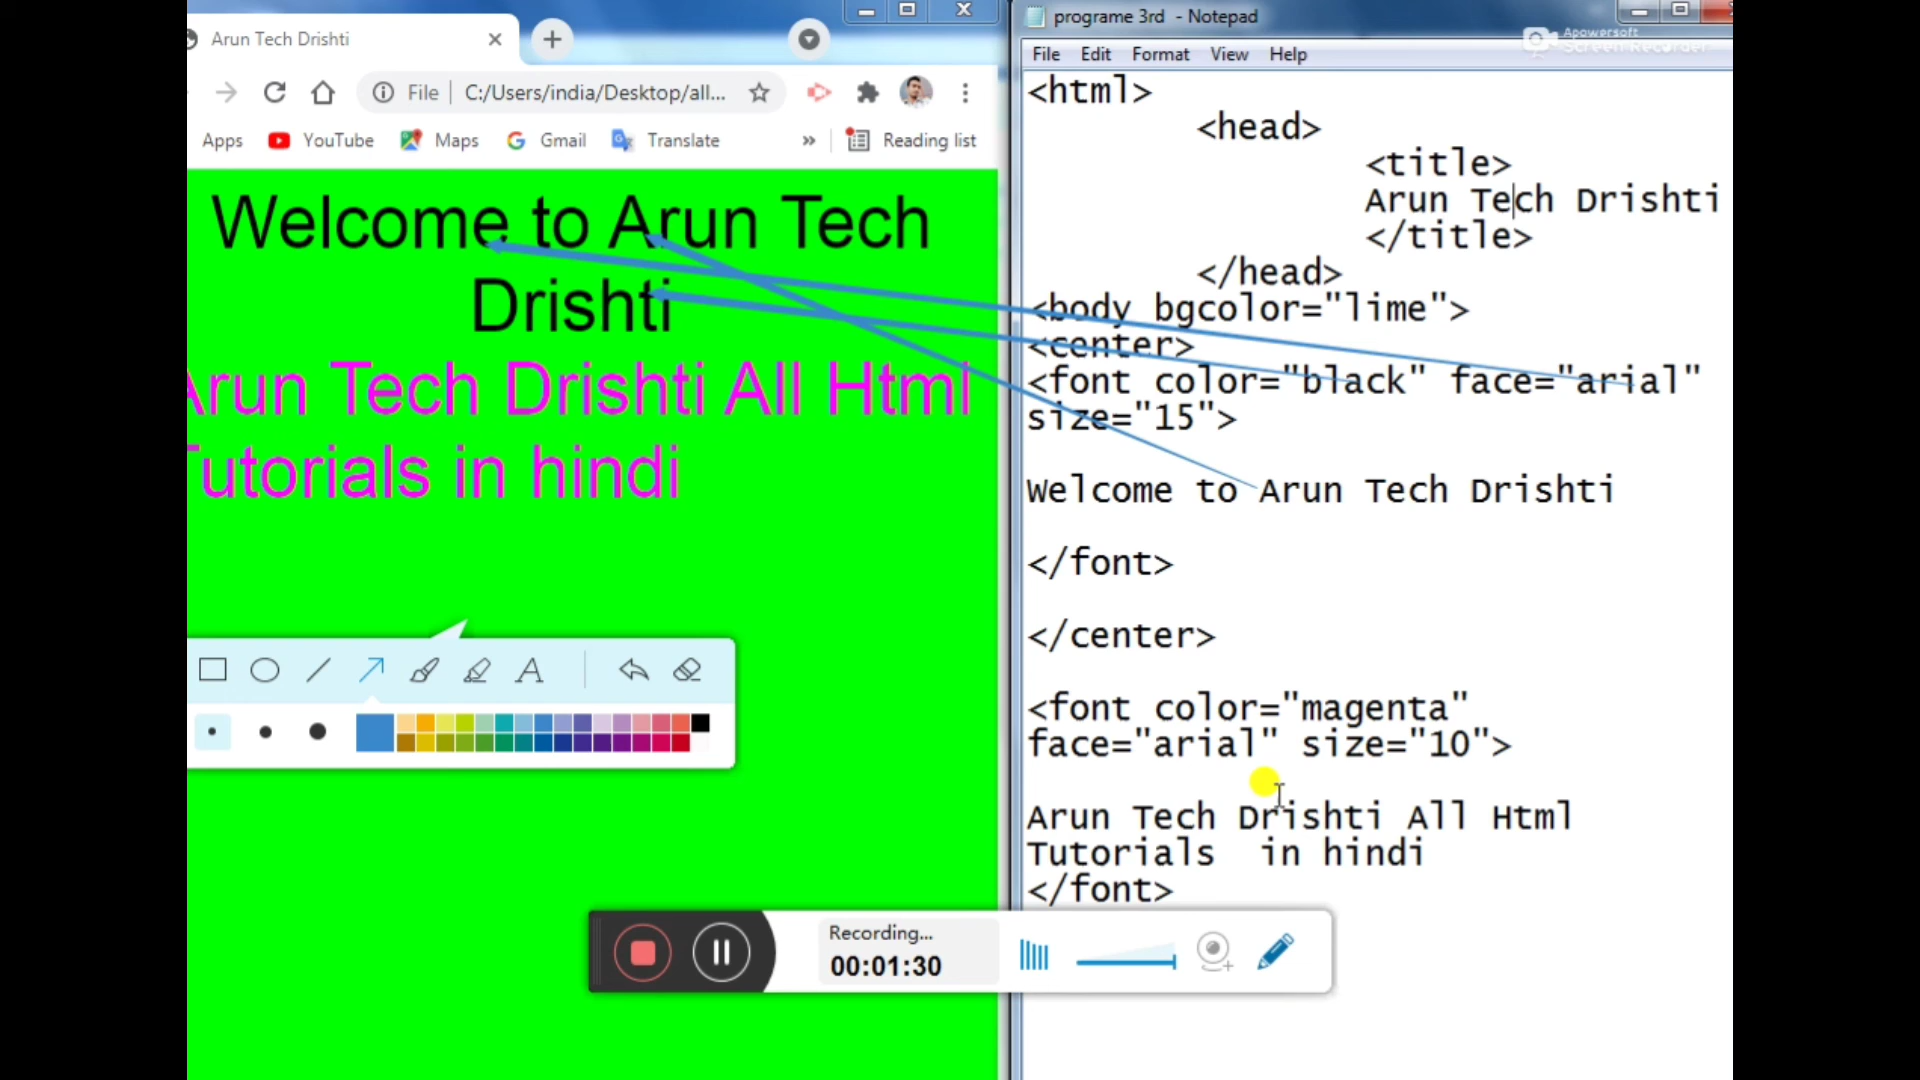 Arun Tech Drishti
File
C:/Users/india/Desktop/all...
Apps
YouTube
Maps
Gmail
Translate
»
Reading list
Welcome to Arun Tech
Drishti
Arun Tech Drishti All Html
Tutorials in hindi
A
programe 3rd - Notepad
Apowersoft
Screen Recorder
File Edit Format View Help
<html>
<head>
<title>
Arun Tech Drishti
</title>
</head>
<body bgcolor="lime">
<center>
<font color="black" face="arial"
size="15">
Welcome to Arun Tech Drishti
</font>
</center>
<font color="magenta"
face="arial" size="10">
Arun Tech Drishti All Html
Tutorials  in hindi
</font>
Recording...
00:01:30